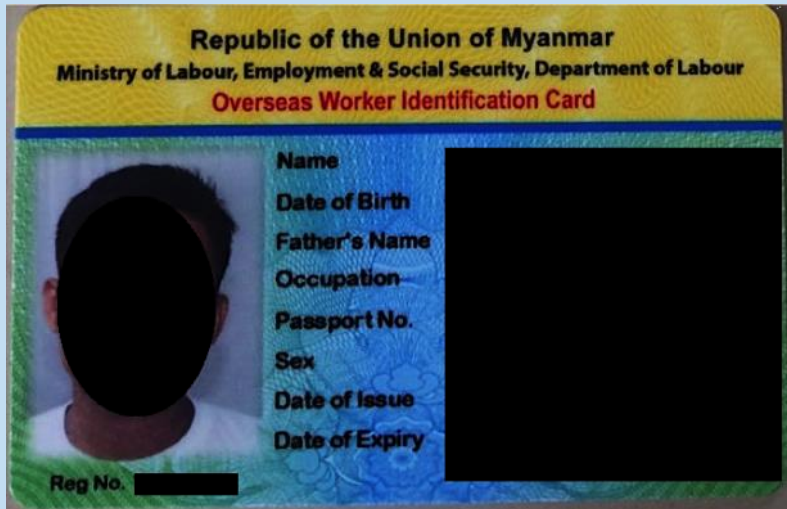 Republic of the Union of Myanmar
Ministry of Labour, Employment & Social Security, Department of Labour
Overseas Worker Identification Card
Name
Date of Birth
Father's Name
Occupation
Passport No.
Sex
Date of Issue
Date of Expiry
Reg No.